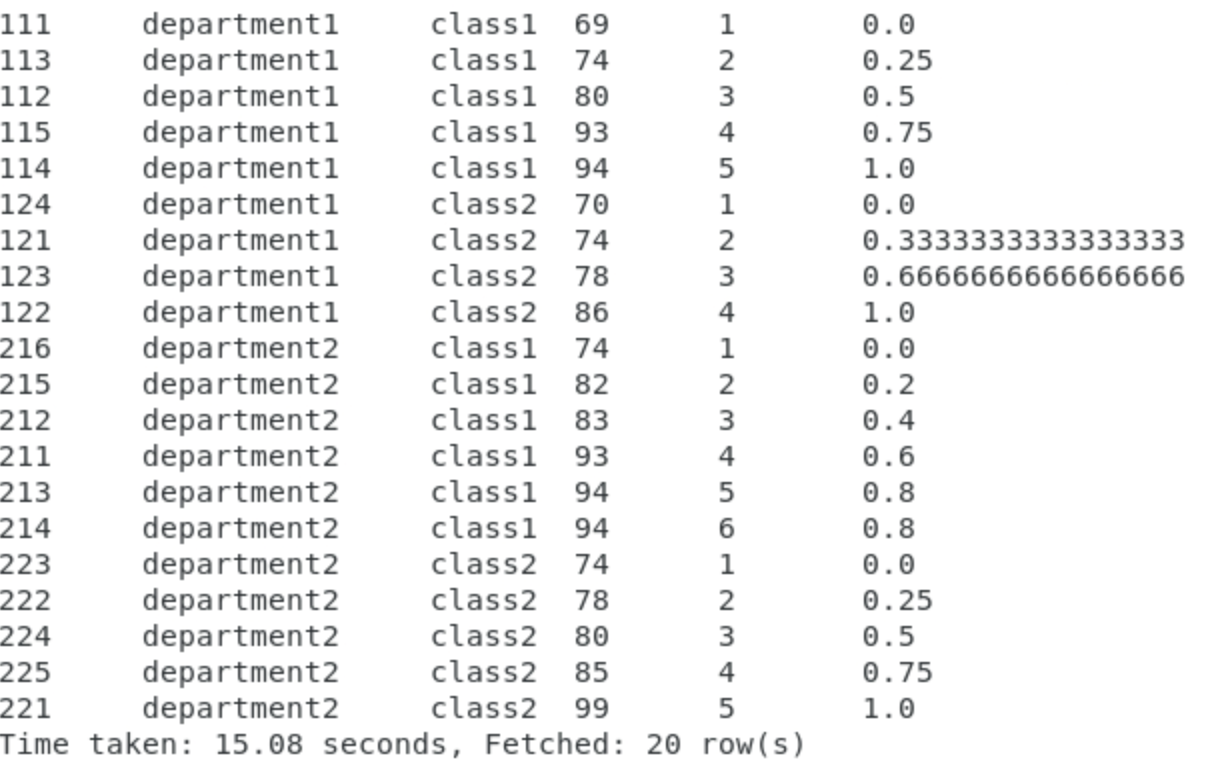 111 department1 class1 69 1 0.0
113 department1 class1 74 2 0.25
112 department1 class1 80 3 0.5
115 department1 class1 93 4 0.75
114 department1 class1 94 5 1.0
124 department1 class2 70 1 0.0
121 department1 class2 74 2 0.3333333333333333
123 department1 class2 78 3 0.6666666666666666
122 department1 class2 86 4 1.0
216 department2 class1 74 1 0.0
215 department2 class1 82 2 0.2
212 department2 class1 83 3 0.4
211 department2 class1 93 4 0.6
213 department2 class1 94 5 0.8
214 department2 class1 94 6 0.8
223 department2 class2 74 1 0.0
222 department2 class2 78 2 0.25
224 department2 class2 80 3 0.5
225 department2 class2 85 4 0.75
221 department2 class2 99 5 1.0
Time taken: 15.08 seconds, Fetched: 20 row(s)